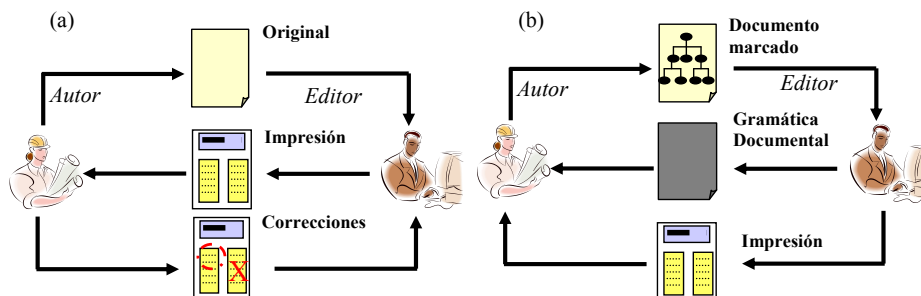 (a)
Original
Autor
Editor
Impresión
Correcciones
X
(b)
Documento
marcado
Autor
Editor
Gramática
Documental
Impresión